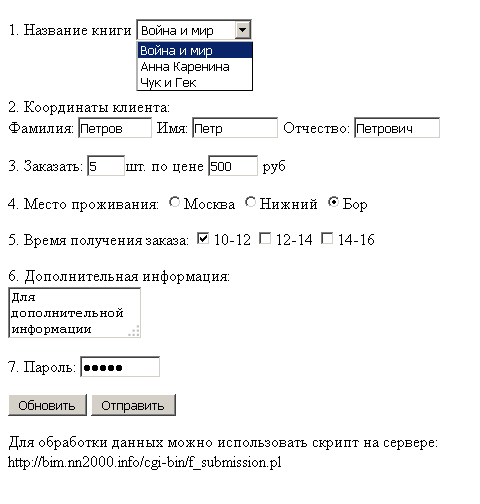 1. Название книги Война и мир
Война и мир
Анна Каренина
Чук и Гек
2. Координаты клиента:
Фамилия: Петров Имя: Петр Отчество: Петрович
3. Заказать: 5 шт. по цене 500 руб
4. Место проживания: Москва Нижний Бор
5. Время получения заказа: 10-12 12-14 14-16
6. Дополнительная информация:
Для
дополнительной
информации
7. Пароль: ●●●●●
Обновить Отправить
Для обработки данных можно использовать скрипт на сервере:
http://bim.nn2000.info/cgi-bin/f_submission.pl